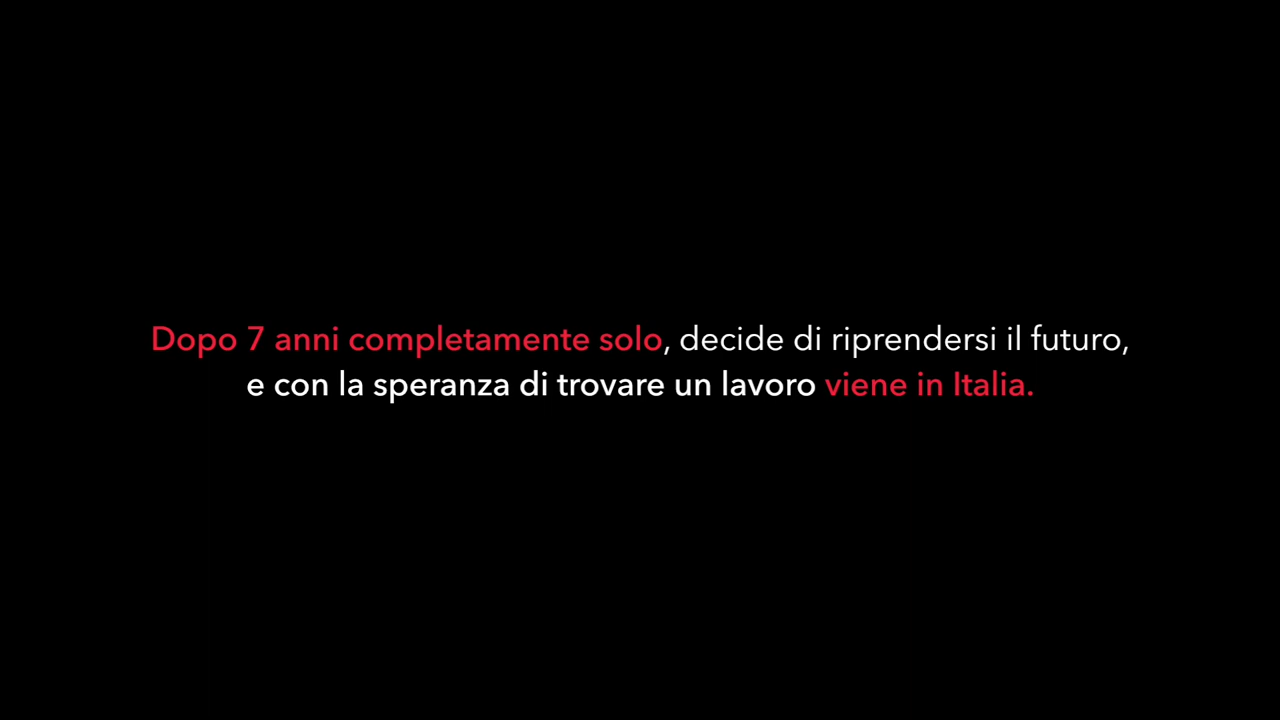 Dopo 7 anni completamente solo, decide di riprendersi il futuro,
e con la speranza di trovare un lavoro viene in Italia.